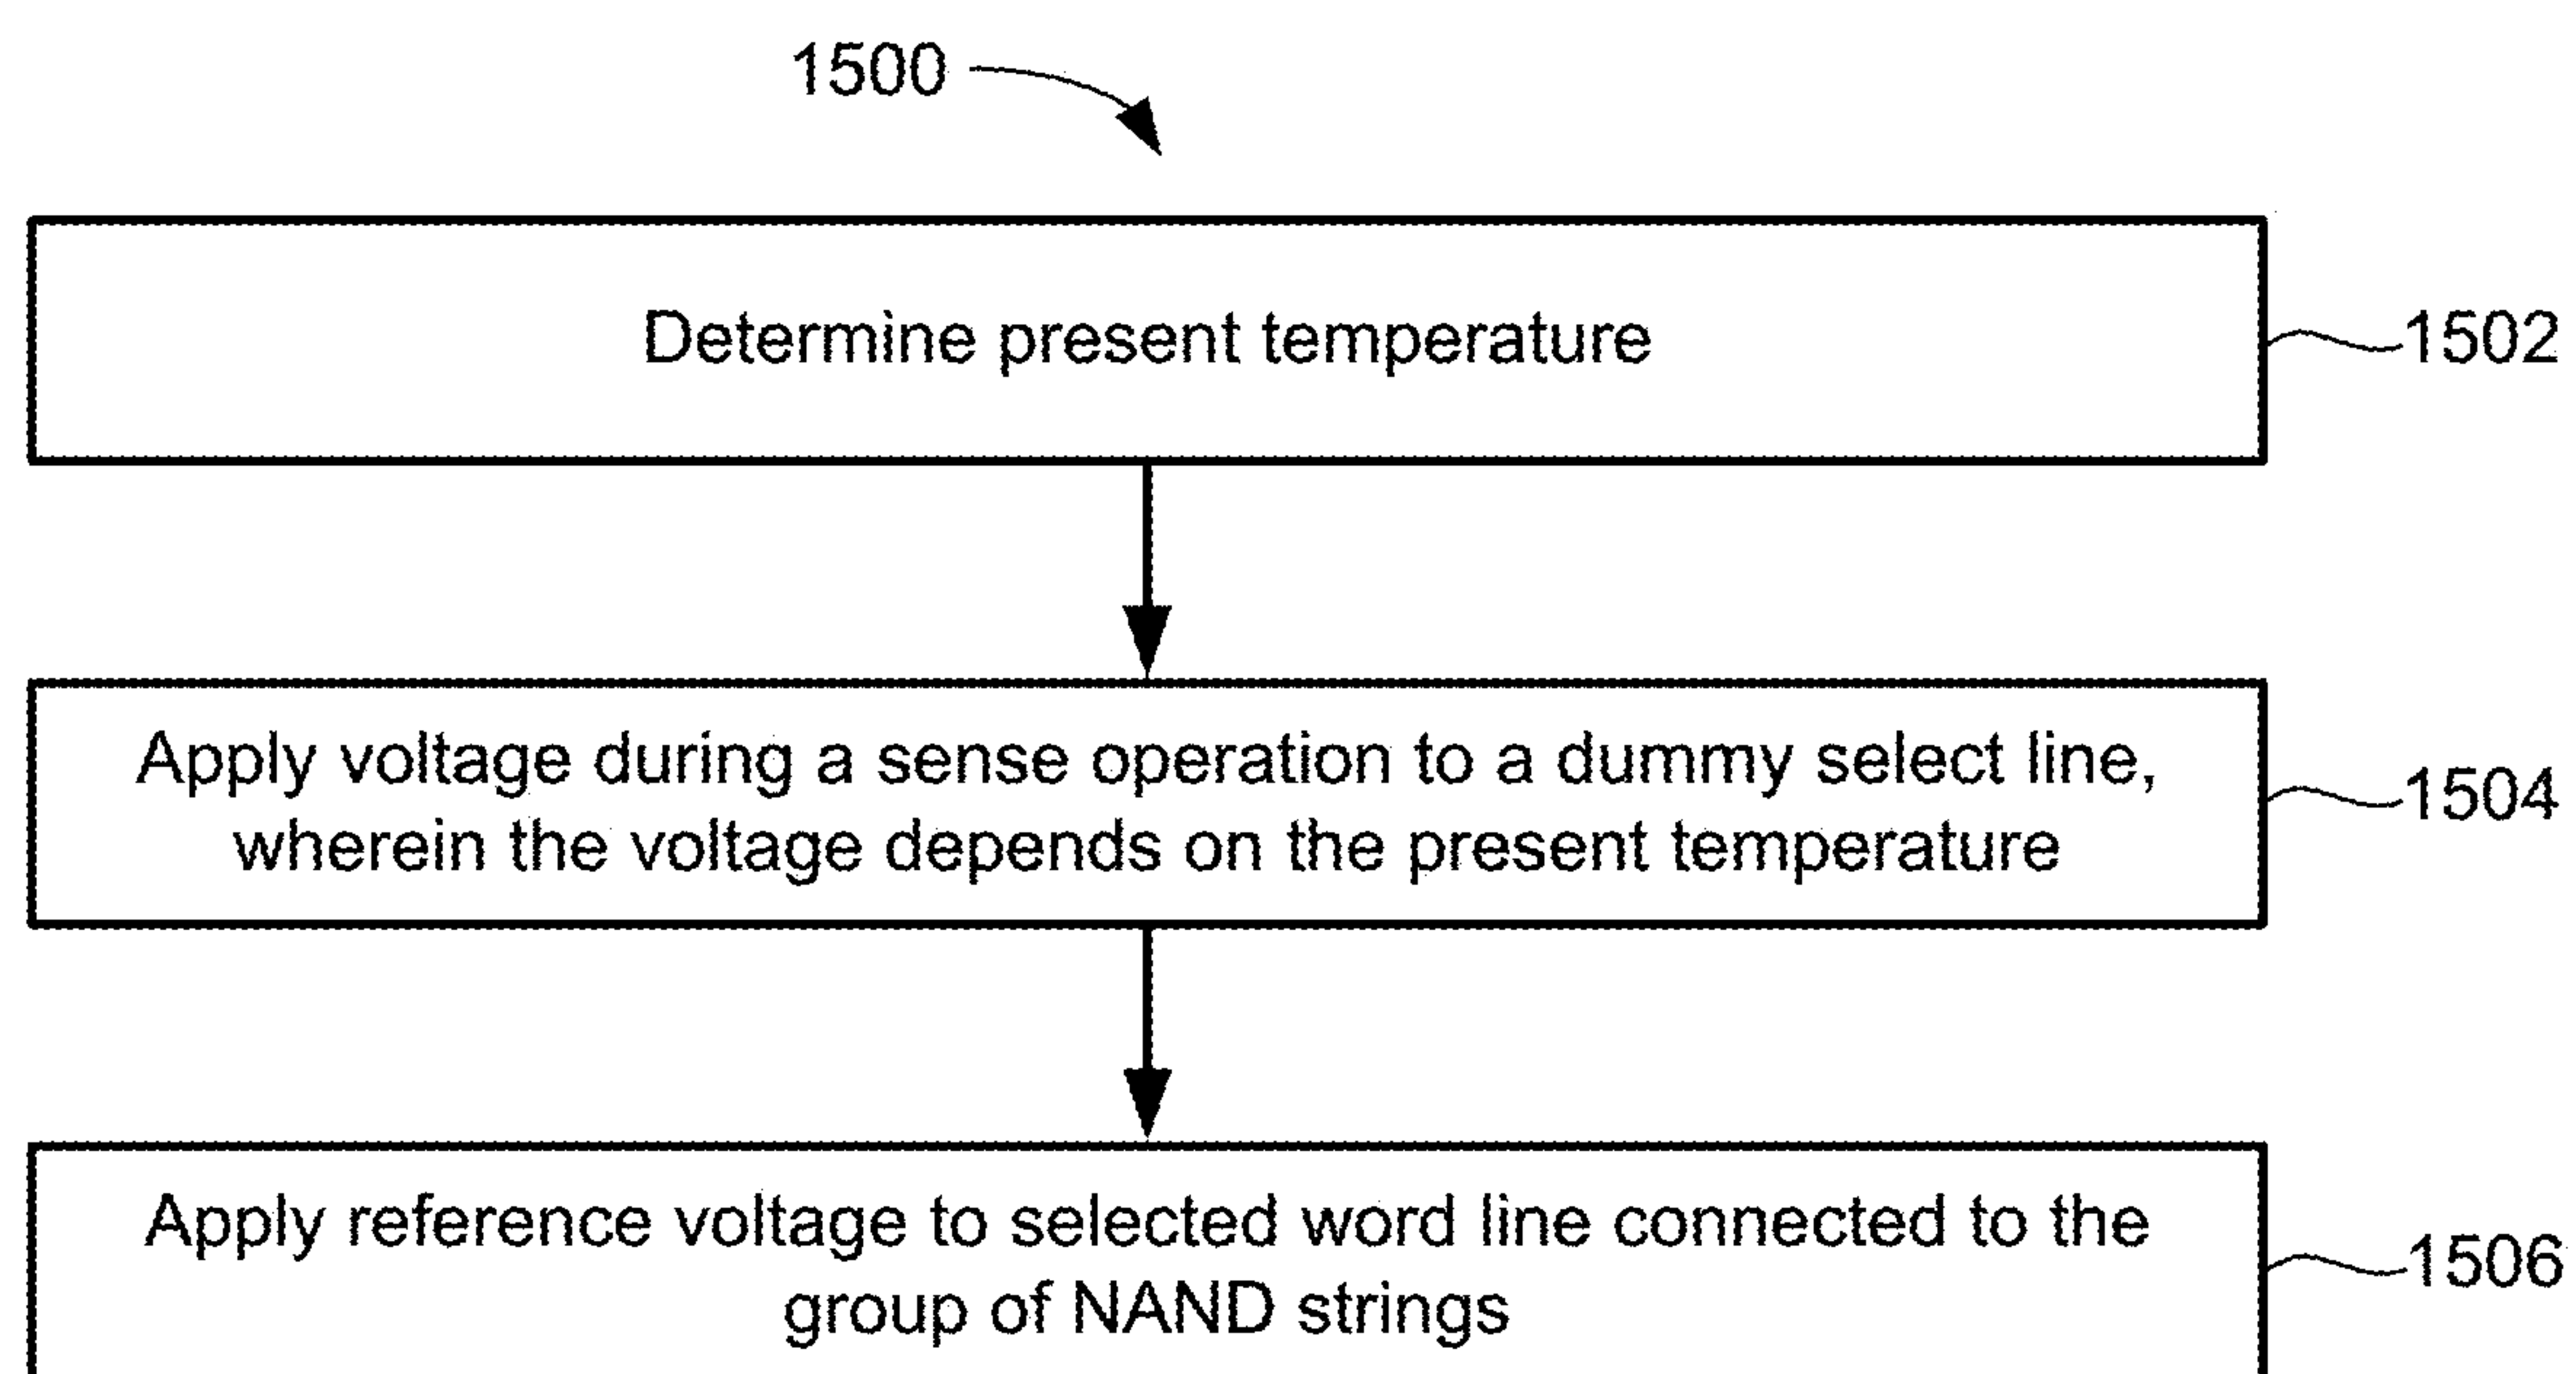 1500
Determine present temperature
1502
Apply voltage during a sense operation to a dummy select line,
wherein the voltage depends on the present temperature
1504
Apply reference voltage to selected word line connected to the
group of NAND strings
1506